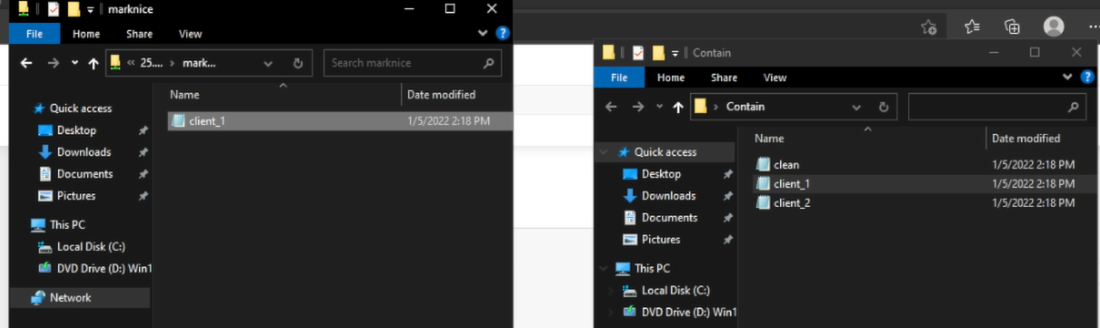 marknice
File Home Share View
25.... mark... Search marknice
Name Date modified
Quick access
client_1 1/5/2022 2:18 PM
Desktop
Downloads
Documents
Pictures
This PC
Local Disk (C:)
DVD Drive (D:) Win1
Network
Contain
File Home Share View
Contain
Name Date modified
Quick access
clean 1/5/2022 2:18 PM
Desktop
client_1 1/5/2022 2:18 PM
Downloads
client_2 1/5/2022 2:18 PM
Documents
Pictures
This PC
Local Disk (C:)
DVD Drive (D:) Win1